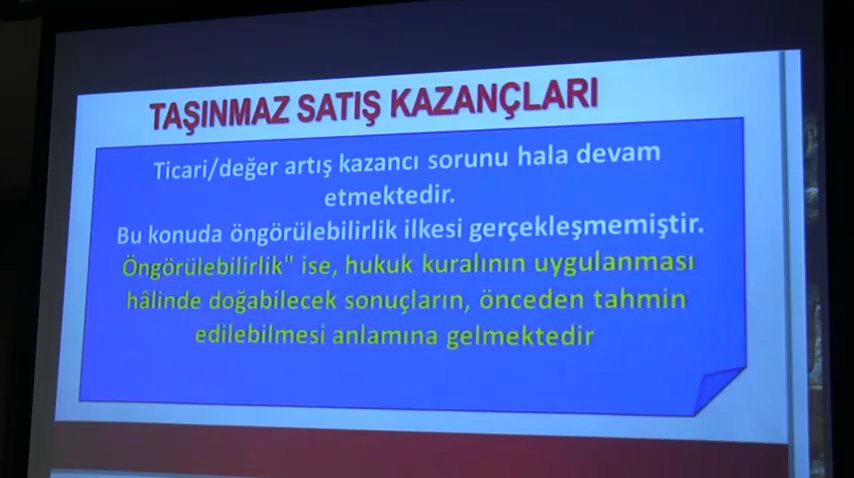 TAŞINMAZ SATIŞ KAZANÇLARI
Ticari/değer artış kazancı sorunu hala devam
etmektedir.
Bu konuda öngörülebilirlik ilkesi gerçekleşmemiştir.
Öngörülebilirlik" ise, hukuk kuralının uygulanması
hâlinde doğabilecek sonuçların, önceden tahmin
edilebilmesi anlamına gelmektedir